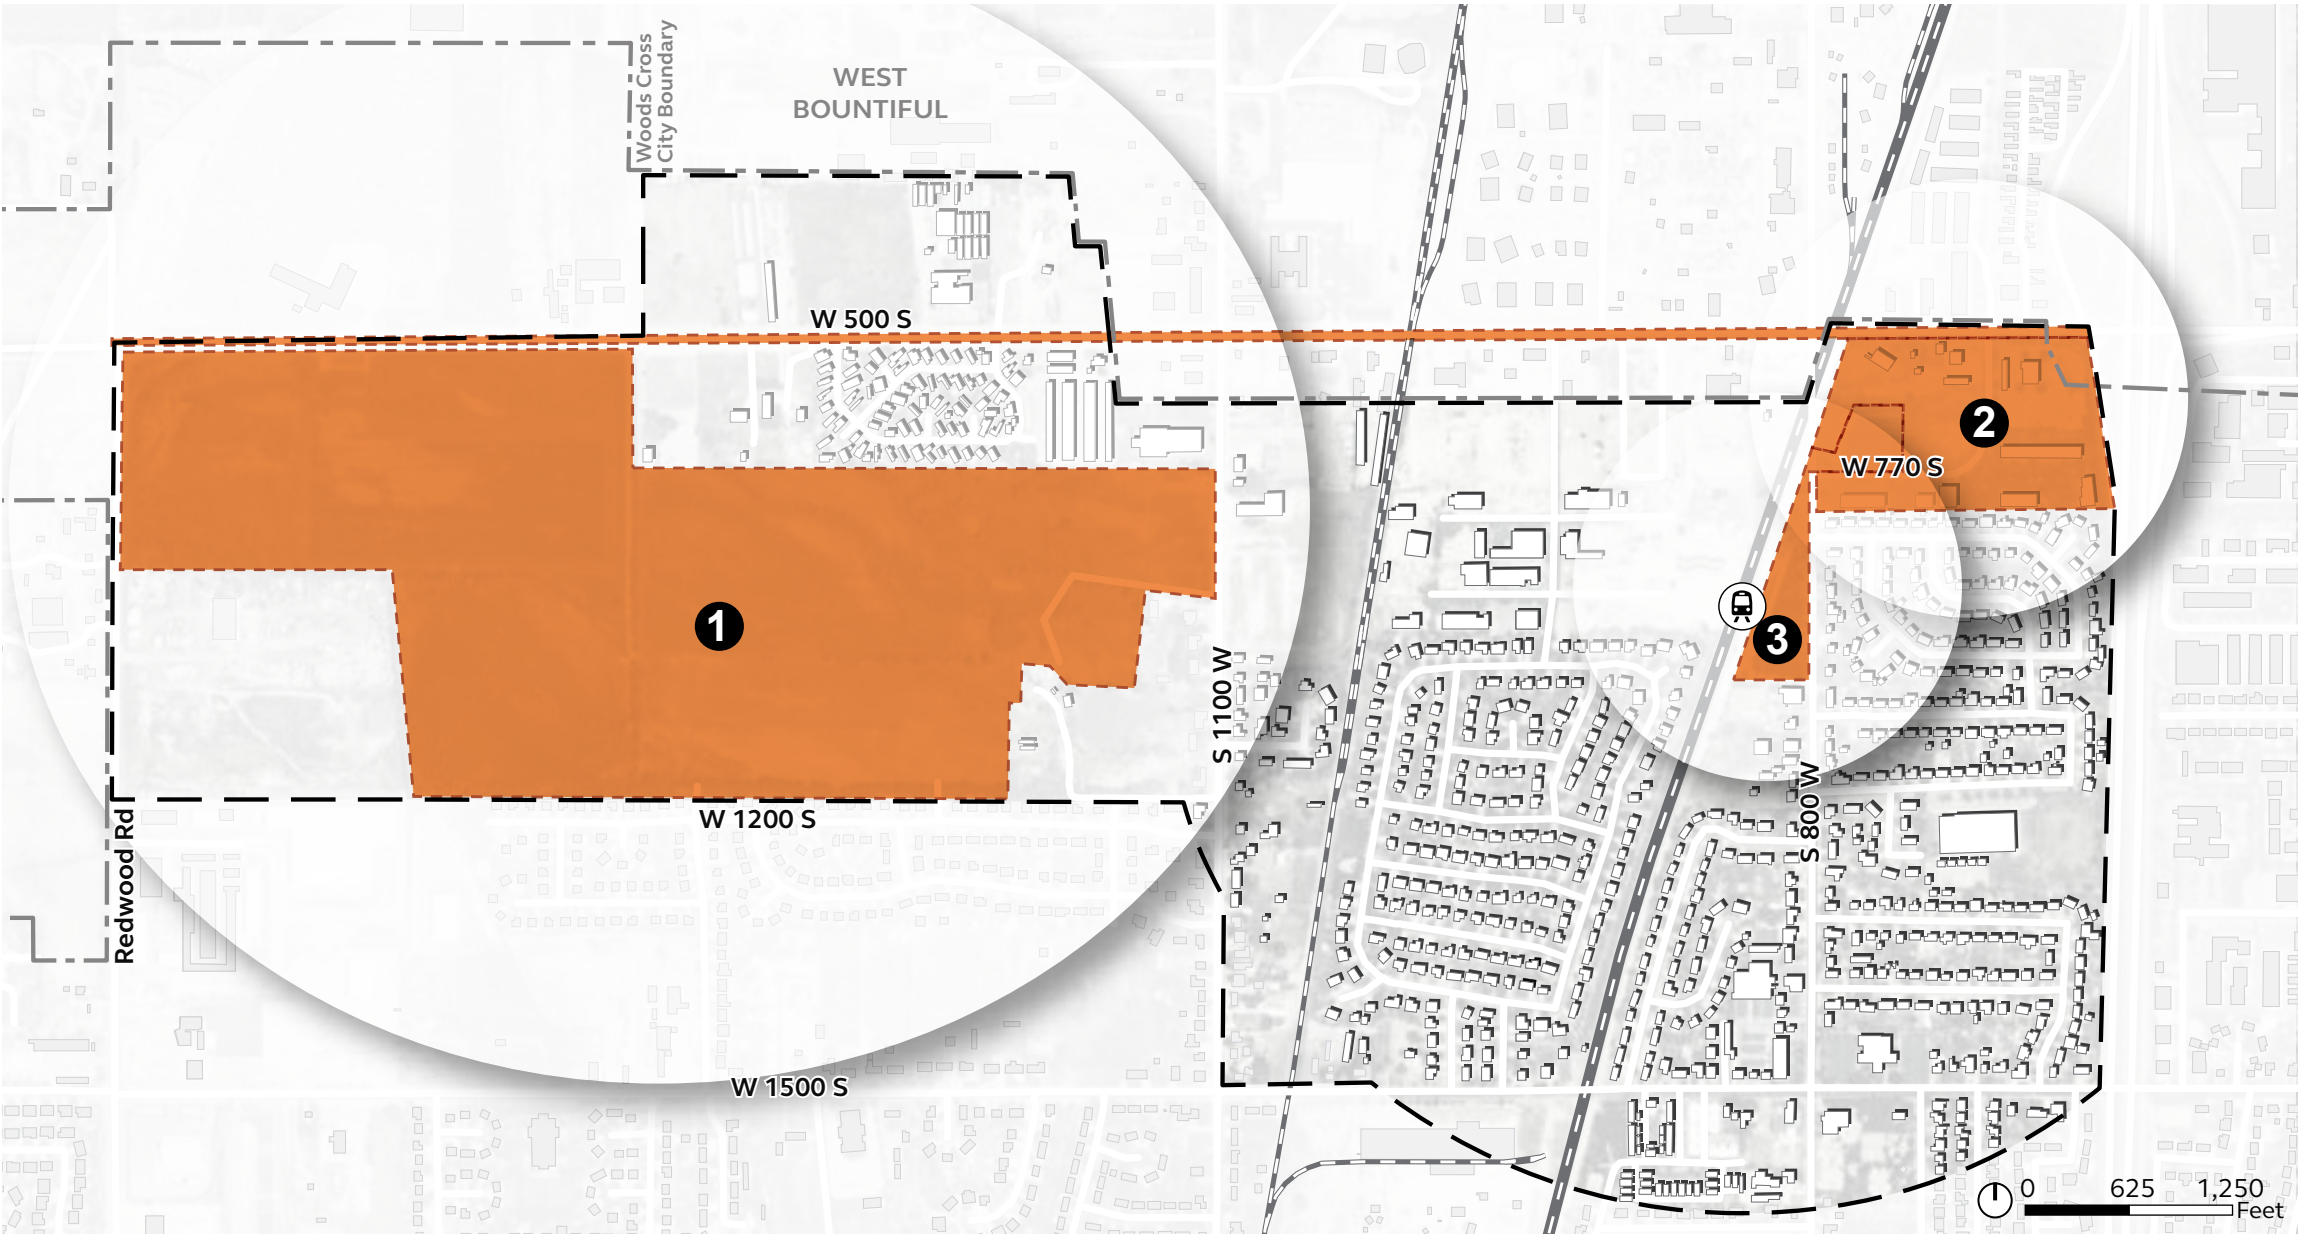 Woods Cross
City Boundary
WEST
BOUNTIFUL
W 500 S
2
W 770 S
1
3
S 1100 W
W 1200 S
S 800 W
Redwood Rd
W 1500 S
0 625 1,250
Feet